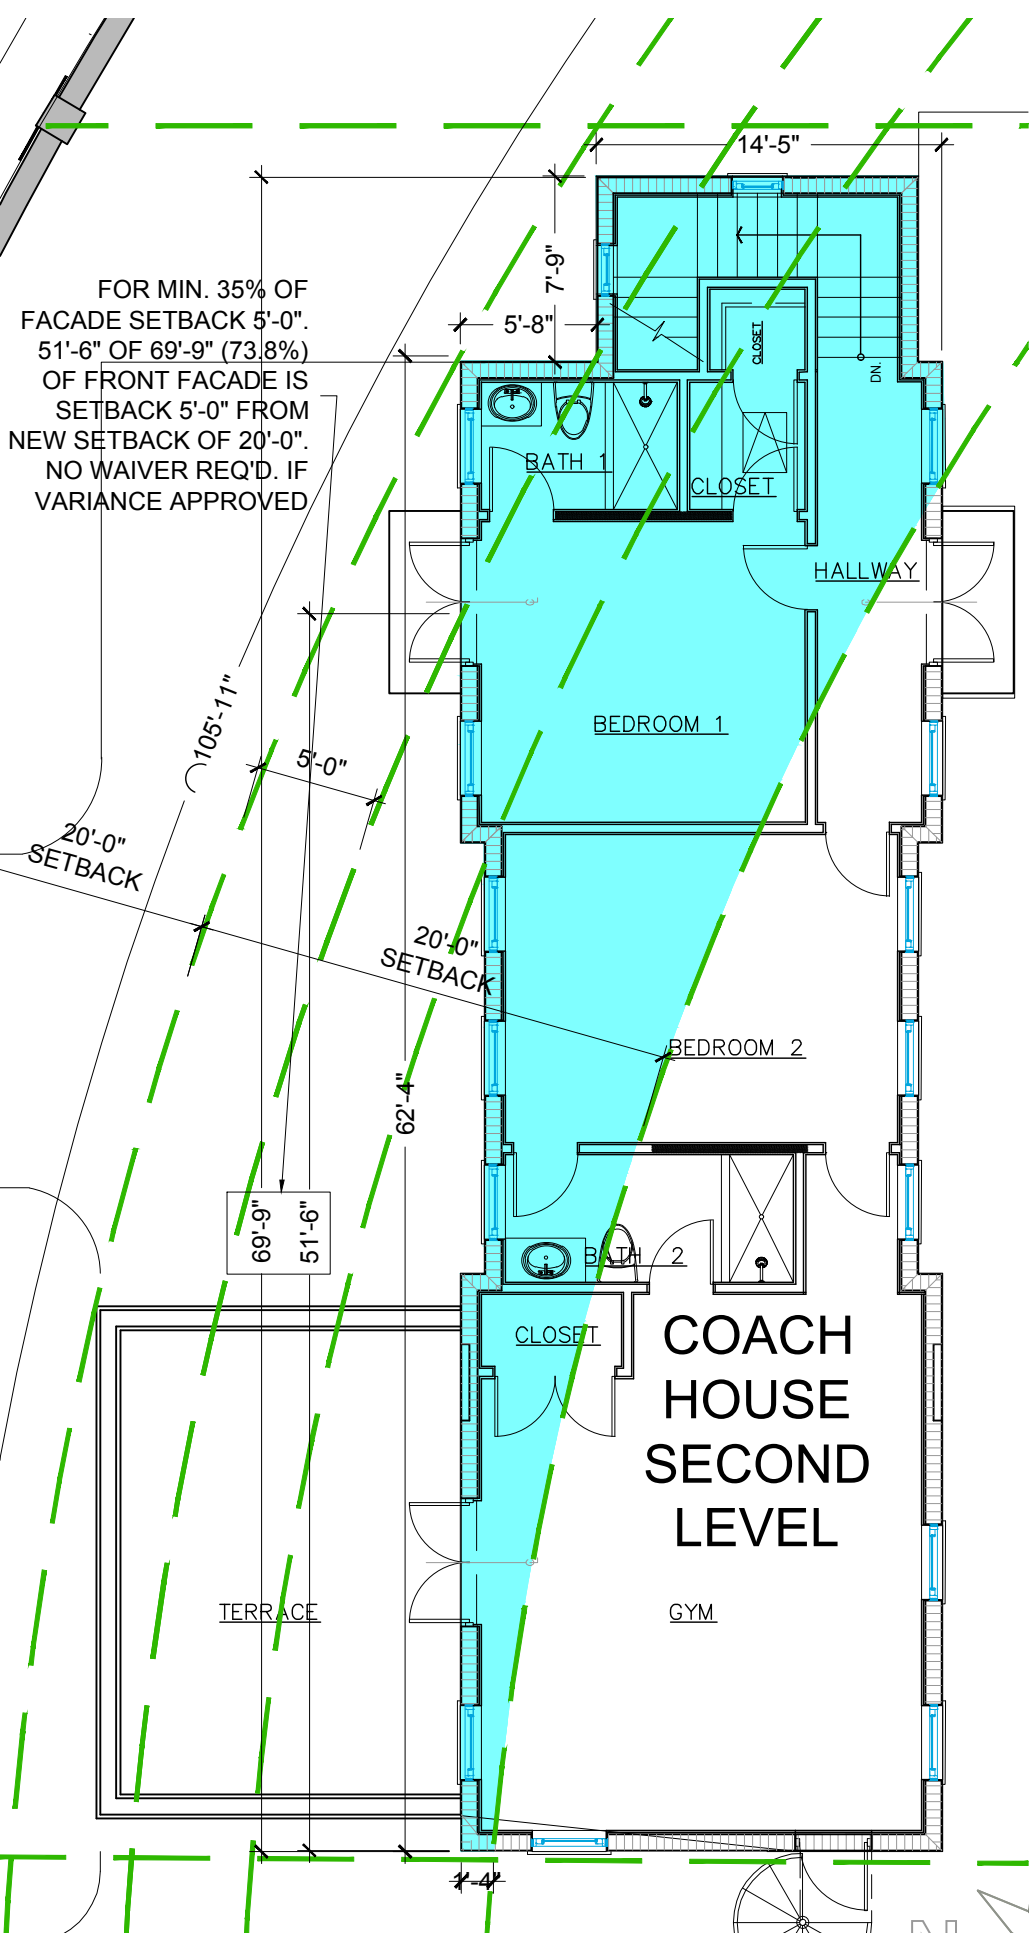 14'-5"
7'-9"
5'-8"
FOR MIN. 35% OF
FACADE SETBACK 5'-0".
51'-6" OF 69'-9" (73.8%)
OF FRONT FACADE IS
SETBACK 5'-0" FROM
NEW SETBACK OF 20'-0".
NO WAIVER REQ'D. IF
VARIANCE APPROVED
CLOSET
DN.
BATH 1
CLOSET
HALLWAY
BEDROOM 1
105'-11"
5'-0"
20'-0"
SETBACK
20'-0"
SETBACK
BEDROOM 2
62'-4"
69'-9"
51'-6"
BATH 2
CLOSET
COACH
HOUSE
SECOND
LEVEL
TERRACE
GYM
1'-4"
N